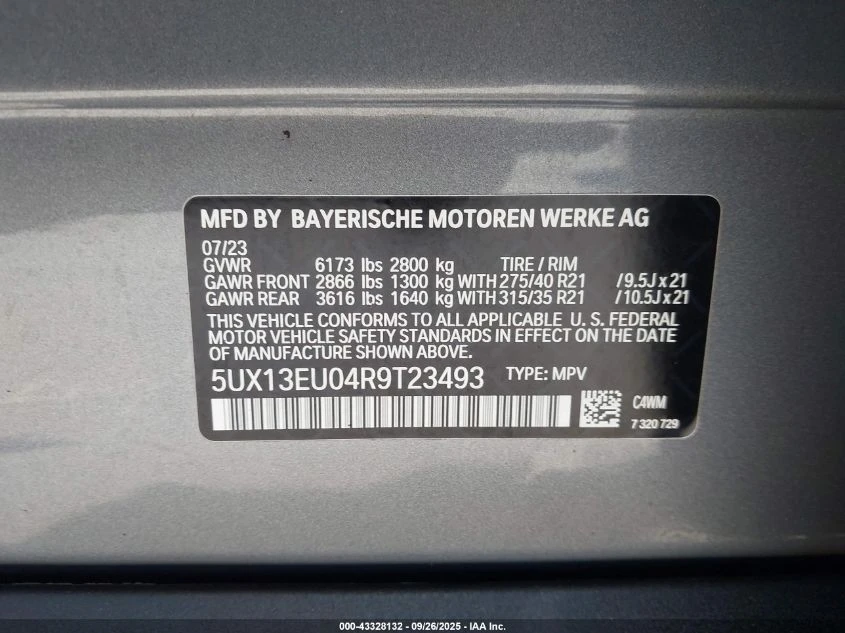 MFD BY BAYERISCHE MOTOREN WERKE AG
07/23
GVWR 6173 lbs 2800 kg TIRE / RIM
GAWR FRONT 2866 lbs 1300 kg WITH 275/40 R21 /9.5J x 21
GAWR REAR 3616 lbs 1640 kg WITH 315/35 R21 /10.5J x 21
THIS VEHICLE CONFORMS TO ALL APPLICABLE U. S. FEDERAL
MOTOR VEHICLE SAFETY STANDARDS IN EFFECT ON THE DATE
OF MANUFACTURE SHOWN ABOVE.
5UX13EU04R9T23493 TYPE: MPV
C4WM
7 320 729
000-43328132 - 09/26/2025 - IAA Inc.